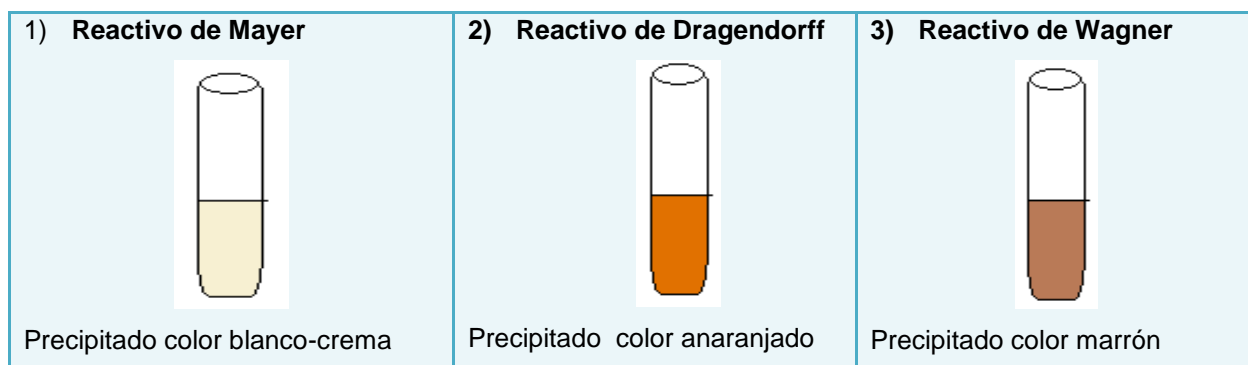 1) Reactivo de Mayer
Precipitado color blanco-crema
2) Reactivo de Dragendorff
Precipitado color anaranjado
3) Reactivo de Wagner
Precipitado color marrón